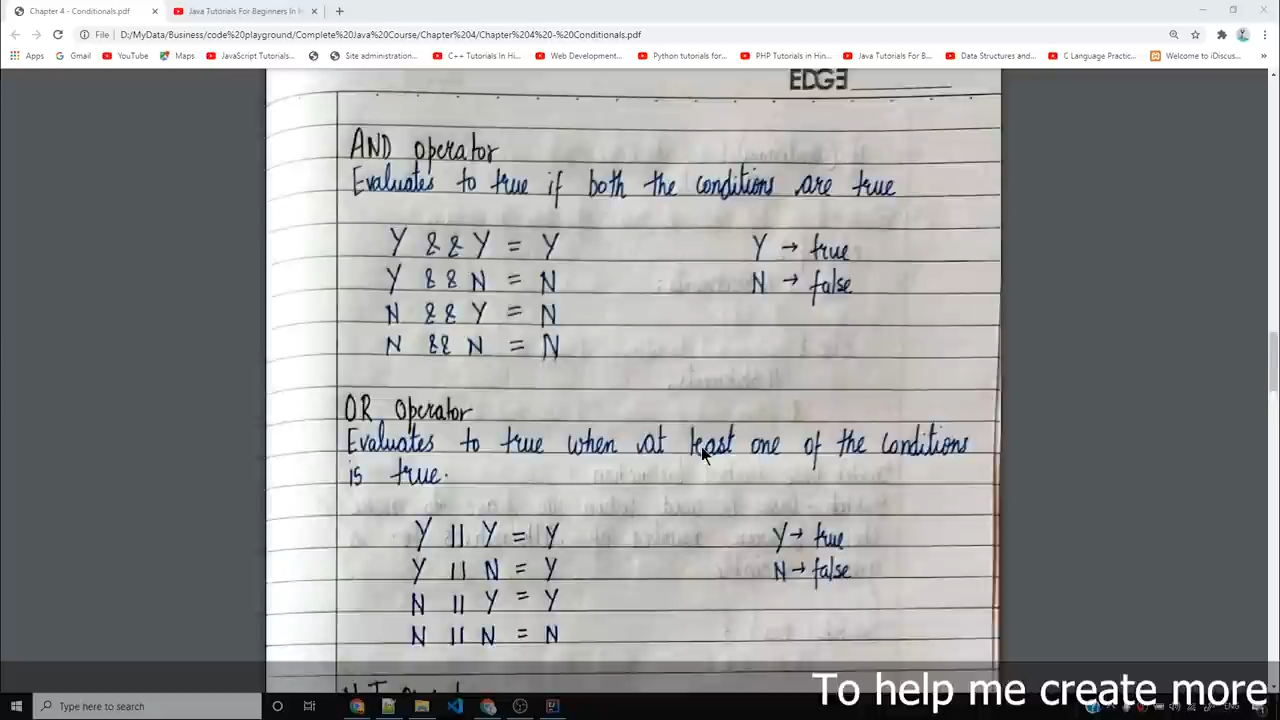 Chapter 4 - Conditionals.pdf
Java Tutorials For Beginners In H
File
D:/MyData/Business/code%20playground/Complete%20Java%20Course/Chapter%204/Chapter%204%20-%20Conditionals.pdf
Apps Gmail YouTube Maps JavaScript Tutorials... Site administration... C++ Tutorials In Hi... Web Development... Python tutorials for... PHP Tutorials in Hin... Java Tutorials For B... Data Structures and... C Language Practic... Welcome to iDiscus...
EDGE
AND operator
Evaluates to true if both the conditions are true
Y && Y = Y Y → true
Y && N = N N → false
N && Y = N
N && N = N
OR operator
Evaluates to true when at least one of the conditions
is true.
Y || Y = Y Y → true
Y || N = Y N → false
N || Y = Y
N || N = N
To help me create more
Type here to search